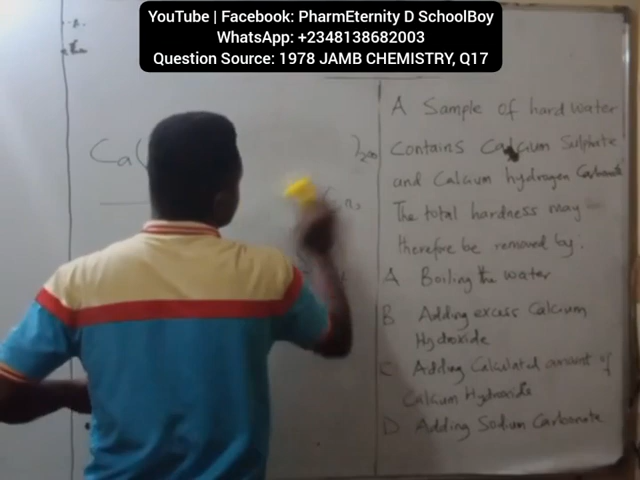 YouTube | Facebook: PharmEternity D SchoolBoy
WhatsApp: +2348138682003
Question Source: 1978 JAMB CHEMISTRY, Q17
A Sample of hard water
Contains Calcium Sulphate
and Calcium hydrogen Carbonate
The total hardness may
therefore be removed by:
A Boiling the water
B Adding excess Calcium
Hydroxide
C Adding Calculated amount of
Calcium Hydroxide
D Adding Sodium Carbonate
Ca(